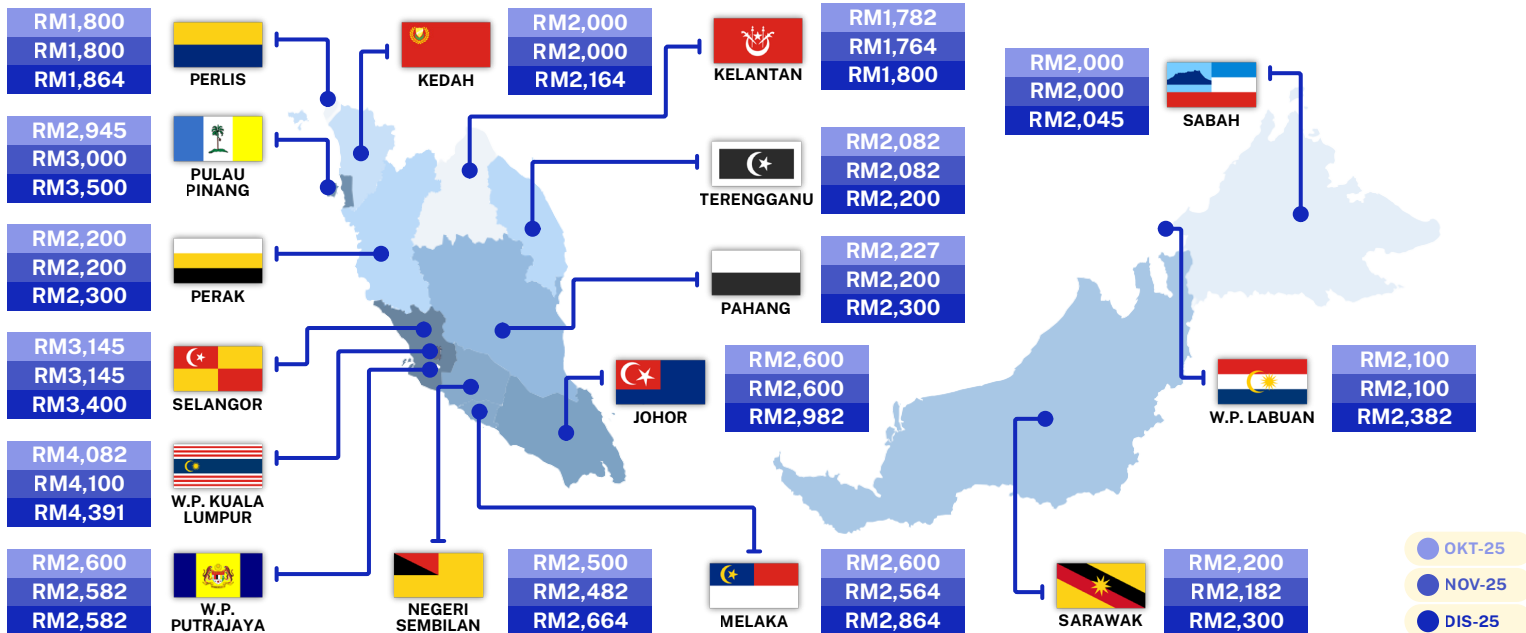 RM1,800
RM1,800
RM1,864
PERLIS
KEDAH
RM2,000
RM2,000
RM2,164
KELANTAN
RM1,782
RM1,764
RM1,800
RM2,000
RM2,000
RM2,045
SABAH
RM2,945
RM3,000
RM3,500
PULAU
PINANG
TERENGGANU
RM2,082
RM2,082
RM2,200
RM2,200
RM2,200
RM2,300
PERAK
PAHANG
RM2,227
RM2,200
RM2,300
RM3,145
RM3,145
RM3,400
SELANGOR
JOHOR
RM2,600
RM2,600
RM2,982
W.P. LABUAN
RM2,100
RM2,100
RM2,382
RM4,082
RM4,100
RM4,391
W.P. KUALA
LUMPUR
RM2,600
RM2,582
RM2,582
W.P.
PUTRAJAYA
NEGERI
SEMBILAN
RM2,500
RM2,482
RM2,664
MELAKA
RM2,600
RM2,564
RM2,864
SARAWAK
RM2,200
RM2,182
RM2,300
OKT-25
NOV-25
DIS-25